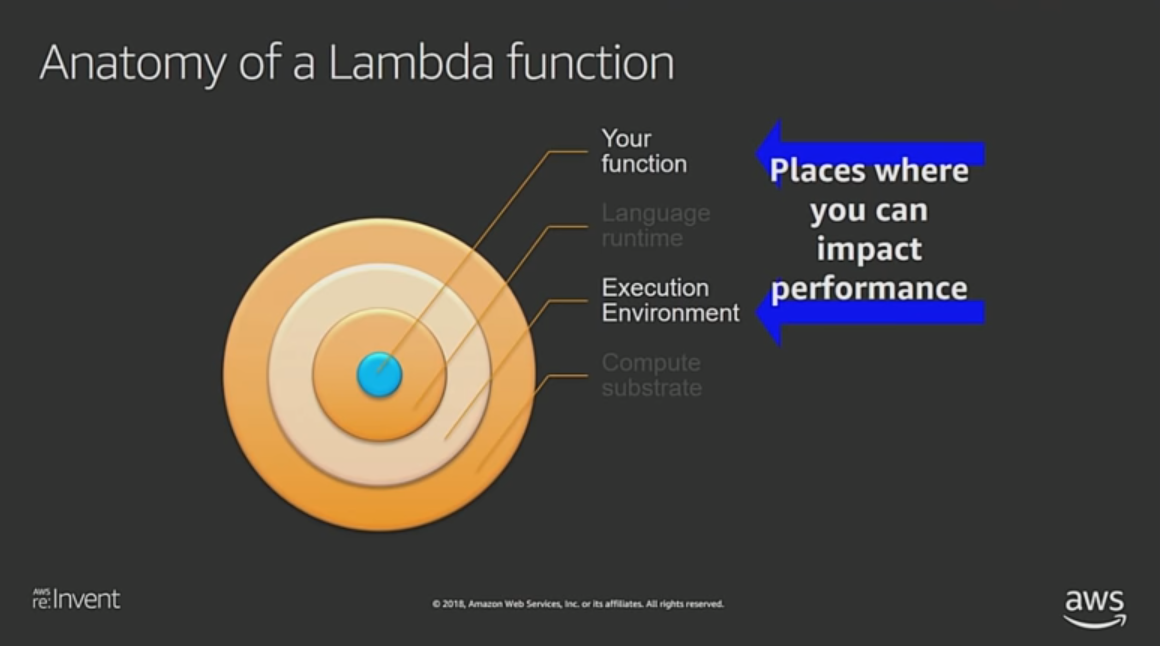 Anatomy of a Lambda function
Your
function
Language
runtime
Execution
Environment
Compute
substrate
Places where
you can
impact
performance
AWS
re:Invent
© 2018, Amazon Web Services, Inc. or its affiliates. All rights reserved.
aws